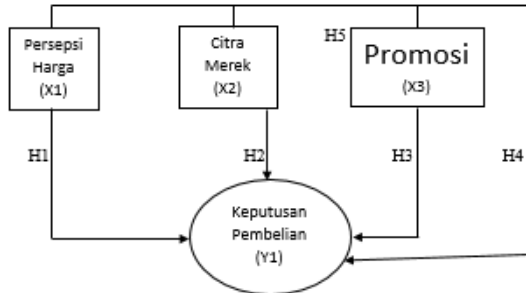 Persepsi
Harga
(X1)
Citra
Merek
(X2)
H5
Promosi
(X3)
H1
H2
H3
H4
Keputusan
Pembelian
(Y1)